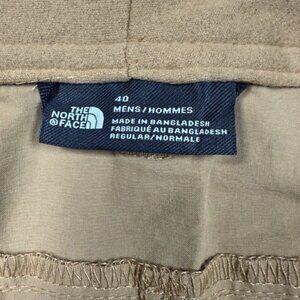 THE
NORTH
FACE
40
MENS/HOMMES
MADE IN BANGLADESH
FABRIQUÉ AU BANGLADESH
REGULAR/NORMALE